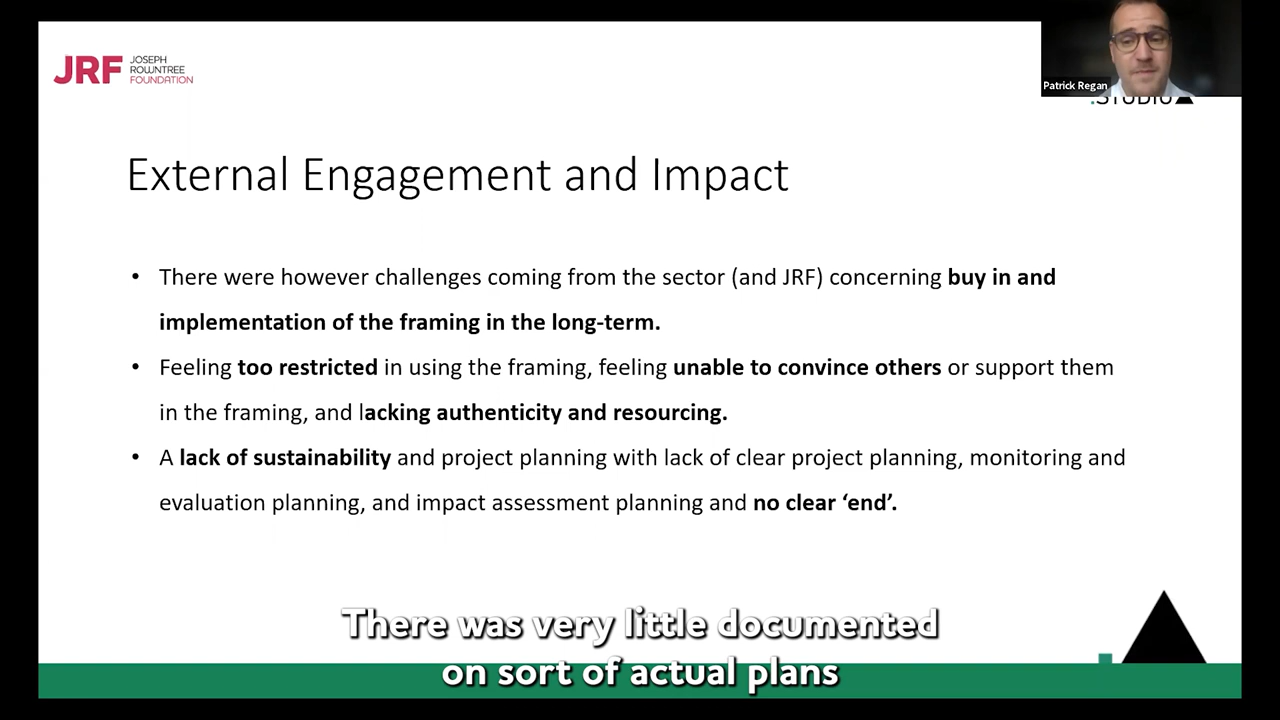 JRF JOSEPH
ROWNTREE
FOUNDATION
Patrick Regan
.STUDIO
External Engagement and Impact
• There were however challenges coming from the sector (and JRF) concerning buy in and
implementation of the framing in the long-term.
• Feeling too restricted in using the framing, feeling unable to convince others or support them
in the framing, and lacking authenticity and resourcing.
• A lack of sustainability and project planning with lack of clear project planning, monitoring and
evaluation planning, and impact assessment planning and no clear ‘end’.
There was very little documented
on sort of actual plans